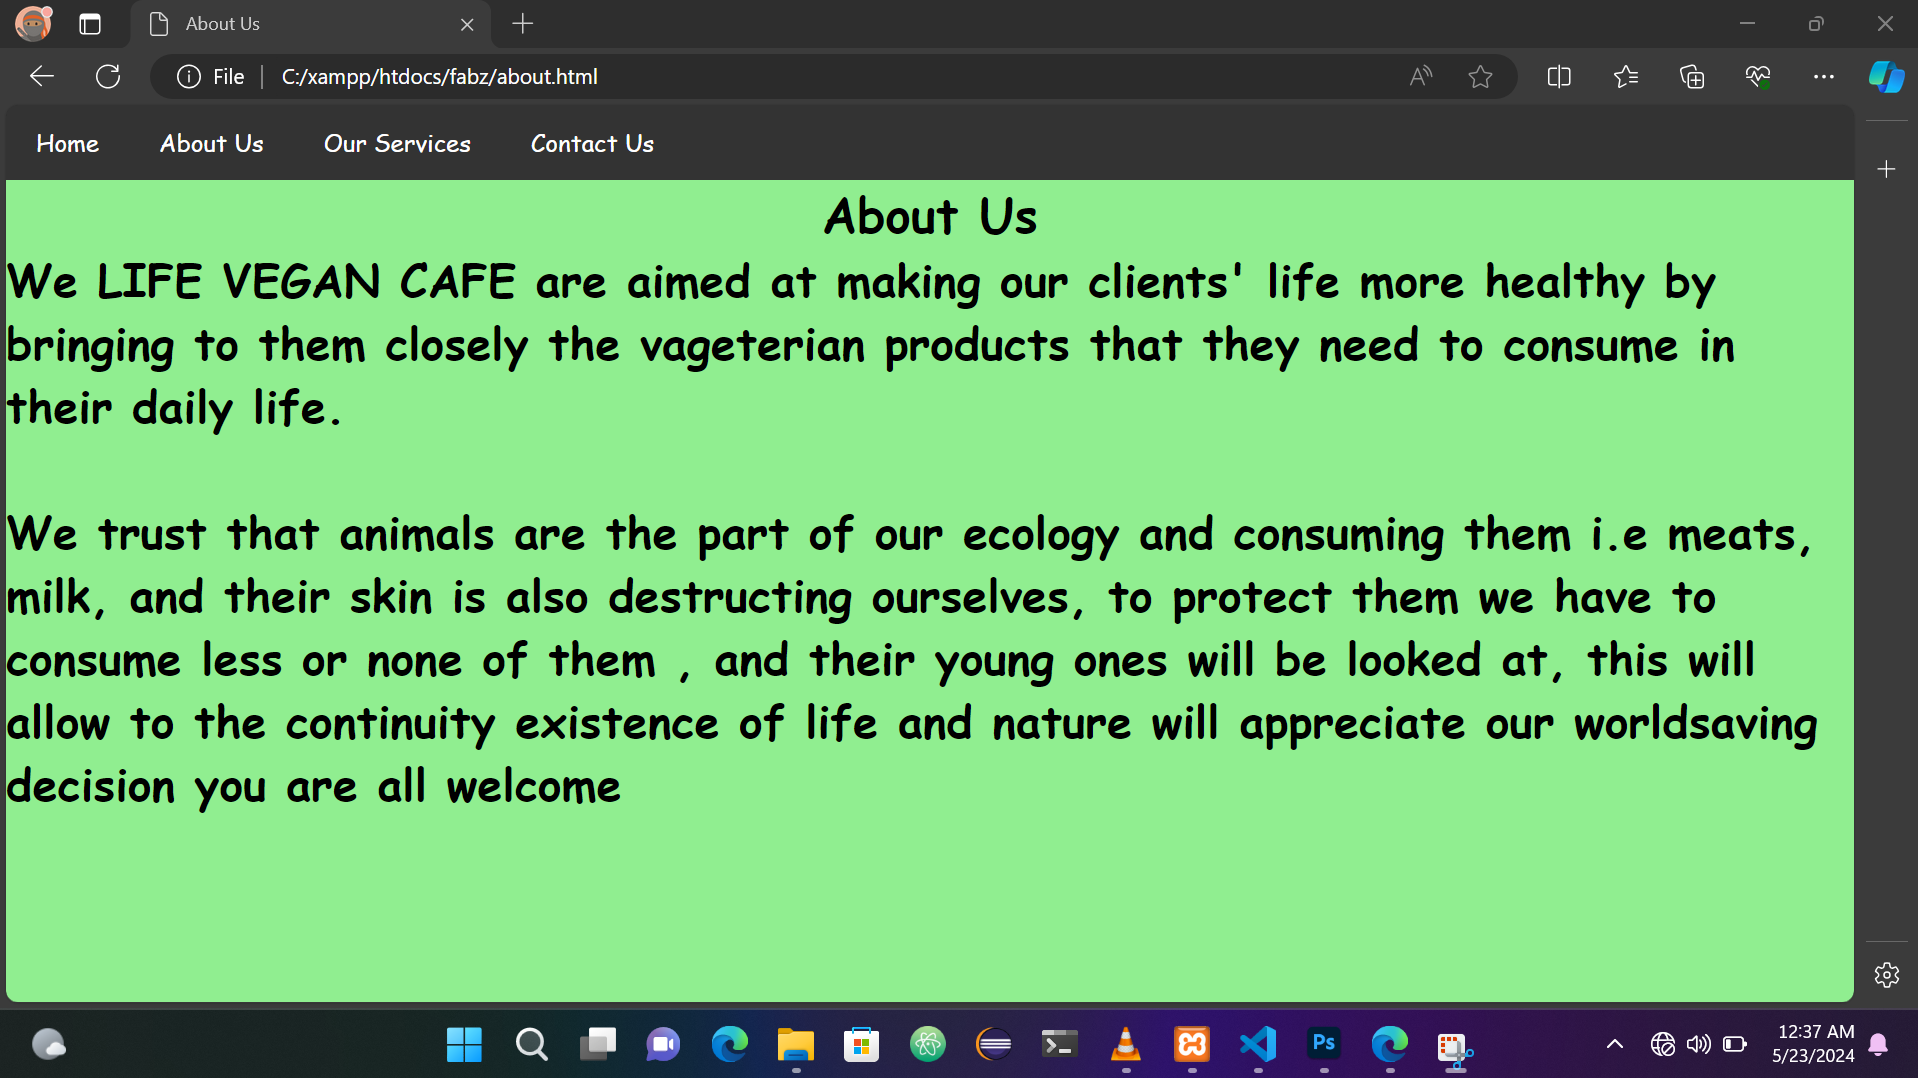 About Us
File
C:/xampp/htdocs/fabz/about.html
Home About Us Our Services Contact Us
About Us
We LIFE VEGAN CAFE are aimed at making our clients' life more healthy by
bringing to them closely the vageterian products that they need to consume in
their daily life.
We trust that animals are the part of our ecology and consuming them i.e meats,
milk, and their skin is also destructing ourselves, to protect them we have to
consume less or none of them , and their young ones will be looked at, this will
allow to the continuity existence of life and nature will appreciate our worldsaving
decision you are all welcome
Ps
12:37 AM
5/23/2024